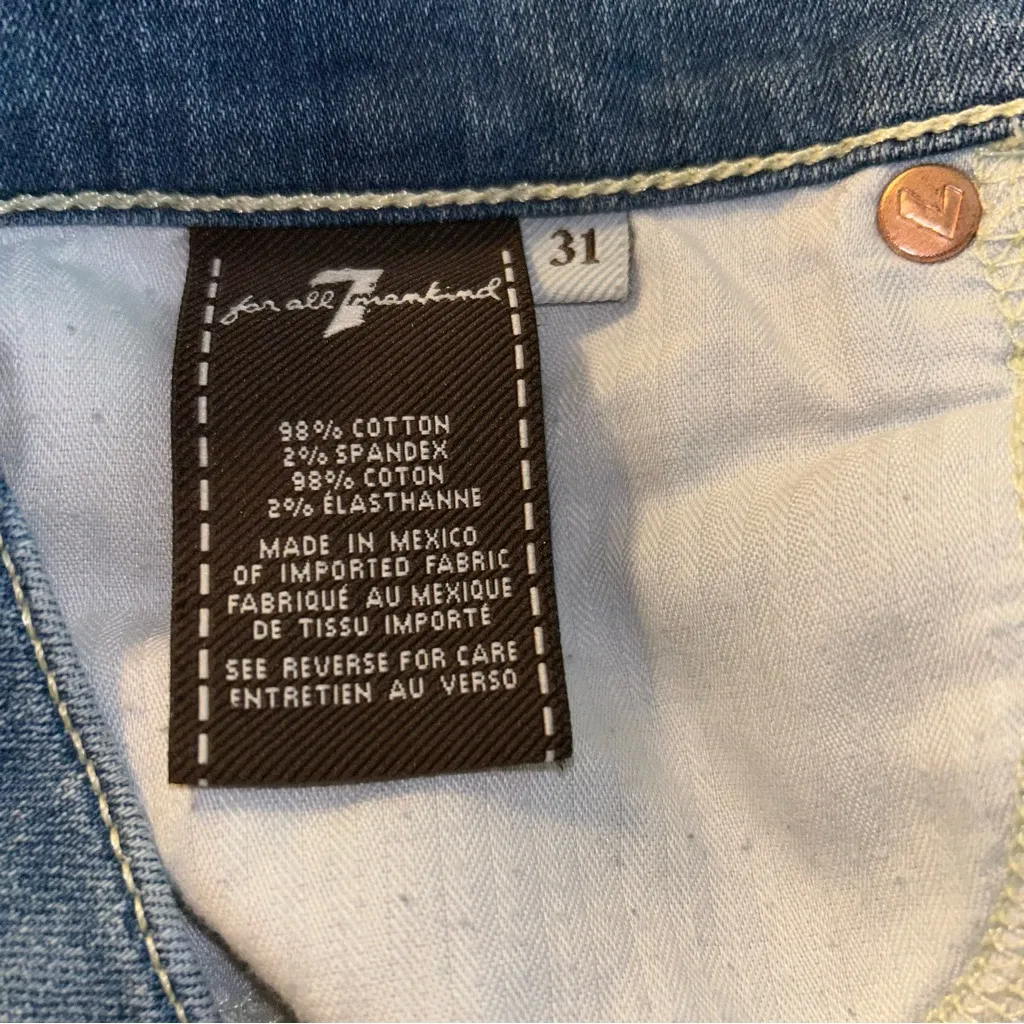 for all 7 mankind
31
98% COTTON
2% SPANDEX
98% COTON
2% ÉLASTHANNE
MADE IN MEXICO
OF IMPORTED FABRIC
FABRIQUÉ AU MEXIQUE
DE TISSU IMPORTÉ
SEE REVERSE FOR CARE
ENTRETIEN AU VERSO